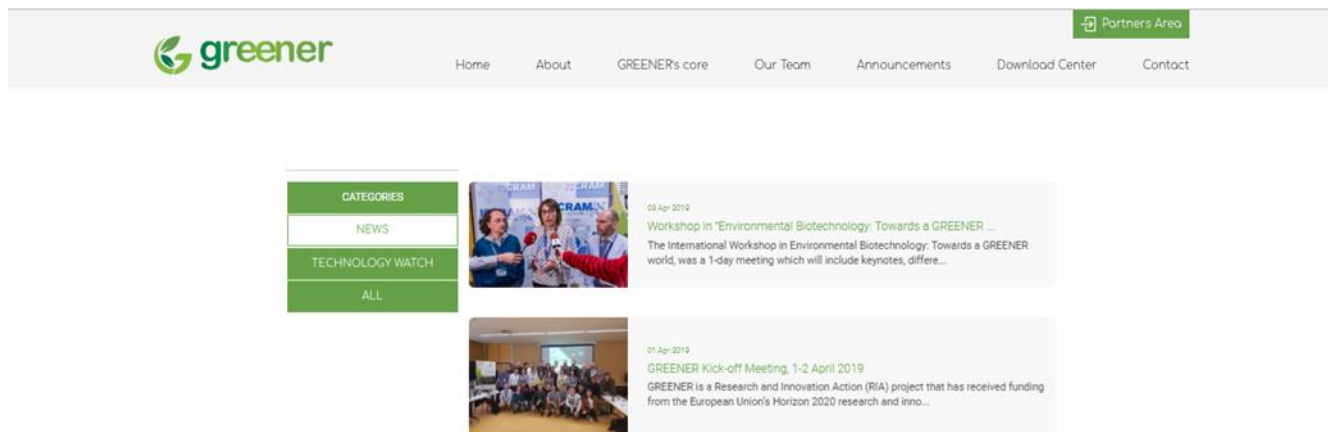 Partners Area
greener
Home About GREENER's core Our Team Announcements Download Center Contact
CATEGORIES
NEWS
TECHNOLOGY WATCH
ALL
CRAM
CRAM
CRAM
03 Apr 2019
Workshop in "Environmental Biotechnology: Towards a GREENER ...
The International Workshop in Environmental Biotechnology: Towards a GREENER
world, was a 1-day meeting which will include keynotes, differe...
01 Apr 2019
GREENER Kick-off Meeting, 1-2 April 2019
GREENER is a Research and Innovation Action (RIA) project that has received funding
from the European Union's Horizon 2020 research and inno...